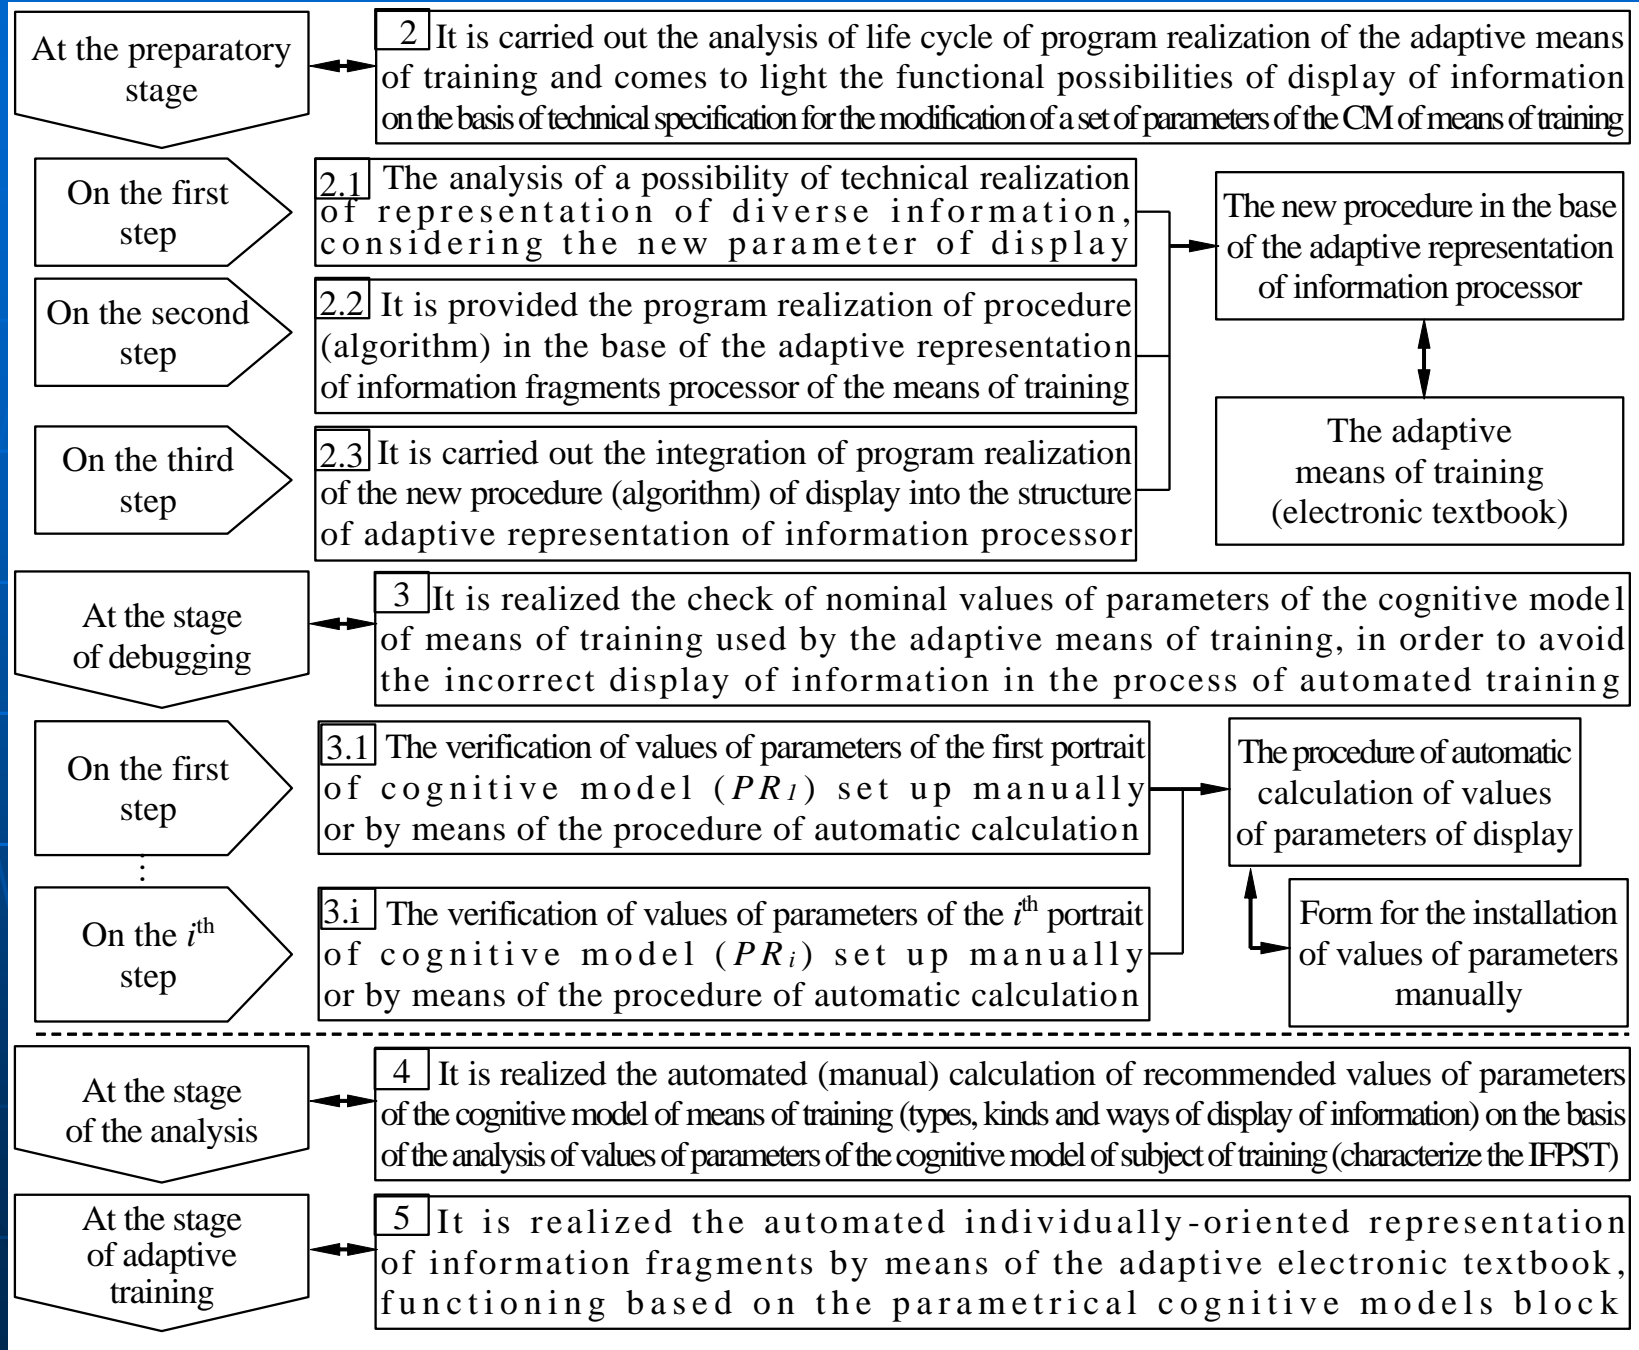 At the preparatory
stage
2 It is carried out the analysis of life cycle of program realization of the adaptive means
of training and comes to light the functional possibilities of display of information
on the basis of technical specification for the modification of a set of parameters of the CM of means of training
On the first
step
2.1 The analysis of a possibility of technical realization
of representation of diverse information,
considering the new parameter of display
The new procedure in the base
of the adaptive representation
of information processor
On the second
step
2.2 It is provided the program realization of procedure
(algorithm) in the base of the adaptive representation
of information fragments processor of the means of training
On the third
step
2.3 It is carried out the integration of program realization
of the new procedure (algorithm) of display into the structure
of adaptive representation of information processor
The adaptive
means of training
(electronic textbook)
At the stage
of debugging
3 It is realized the check of nominal values of parameters of the cognitive model
of means of training used by the adaptive means of training, in order to avoid
the incorrect display of information in the process of automated training
On the first
step
3.1 The verification of values of parameters of the first portrait
of cognitive model (PR1) set up manually
or by means of the procedure of automatic calculation
The procedure of automatic
calculation of values
of parameters of display
⋮
On the ith
step
3.i The verification of values of parameters of the ith portrait
of cognitive model (PRi) set up manually
or by means of the procedure of automatic calculation
Form for the installation
of values of parameters
manually
At the stage
of the analysis
4 It is realized the automated (manual) calculation of recommended values of parameters
of the cognitive model of means of training (types, kinds and ways of display of information) on the basis
of the analysis of values of parameters of the cognitive model of subject of training (characterize the IFPST)
At the stage
of adaptive
training
5 It is realized the automated individually-oriented representation
of information fragments by means of the adaptive electronic textbook,
functioning based on the parametrical cognitive models block